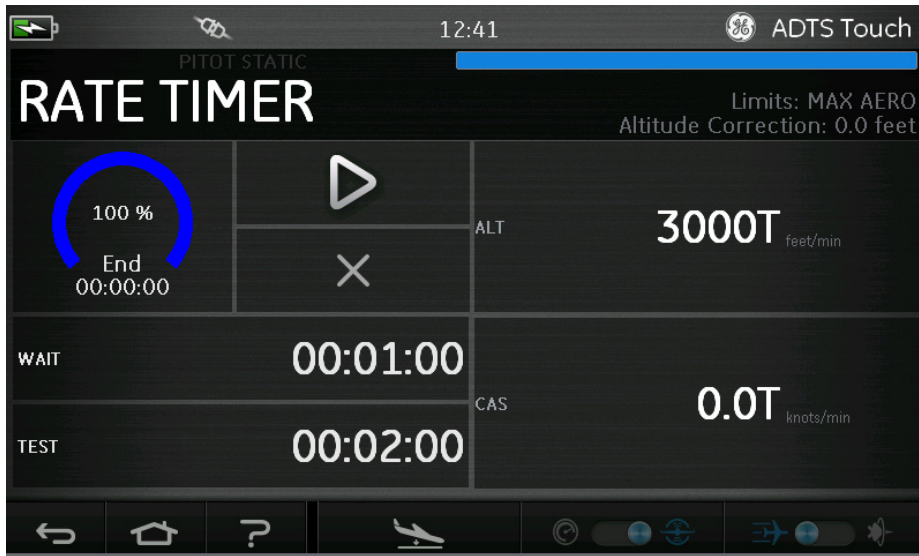 12:41
ADTS Touch
PITOT STATIC
RATE TIMER
Limits: MAX AERO
Altitude Correction: 0.0 feet
100 %
End
00:00:00
ALT
3000T feet/min
WAIT
00:01:00
CAS
0.0T knots/min
TEST
00:02:00